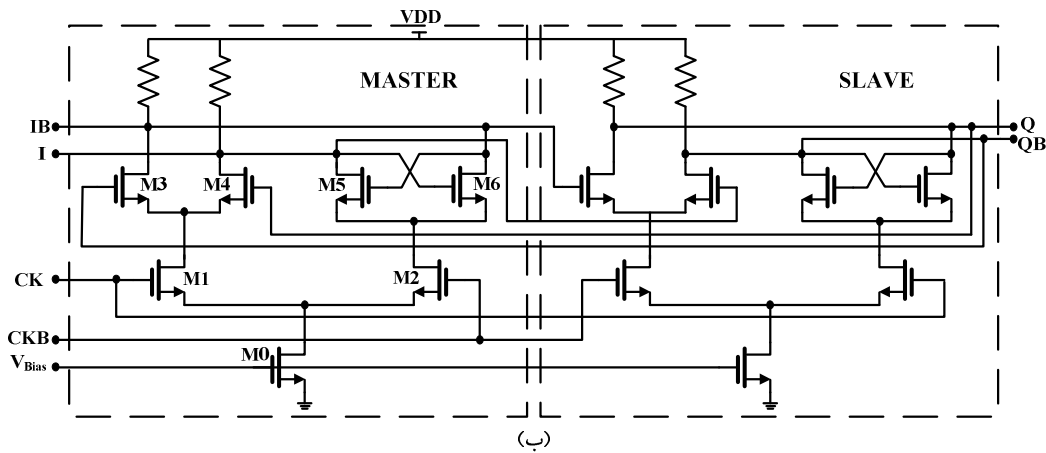 VDD
MASTER
SLAVE
IB
Q
I
QB
M3
M4
M5
M6
CK
M1
M2
CKB
M0
VBias
(ب)